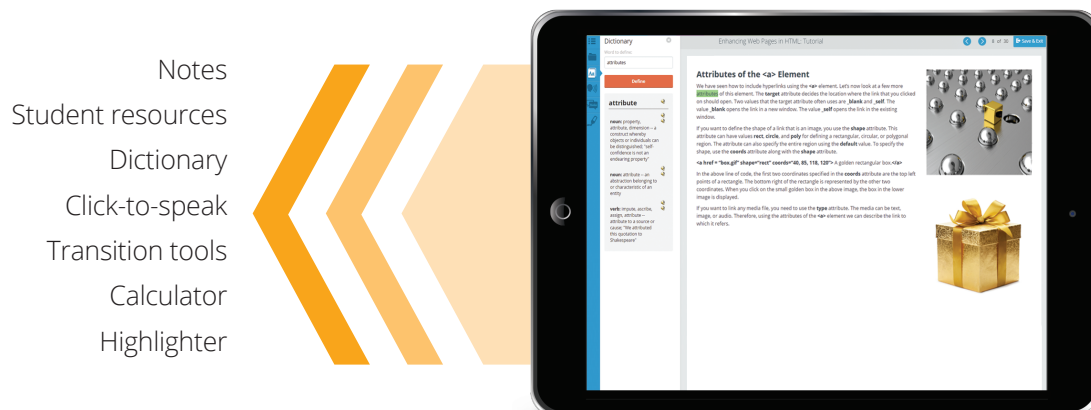 Notes
Student resources
Dictionary
Click-to-speak
Transition tools
Calculator
Highlighter
Dictionary
Word to define
attributes
Define
attribute
noun: property,
attribute, dimension -- a
construct whereby
objects or individuals can
be distinguished; "self-
confidence is not an
endearing property"
noun: attribute -- an
abstraction belonging to
or characteristic of an
entity
verb: impute, ascribe,
assign, attribute --
attribute to a source or
cause; "We attributed
this quotation to
Shakespeare"
Enhancing Web Pages in HTML: Tutorial
8 of 30
Save & Exit
Attributes of the <a> Element
We have seen how to include hyperlinks using the <a> element. Let's now look at a few more
attributes of this element. The target attribute decides the location where the link that you clicked
on should open. Two values that the target attribute often uses are _blank and _self. The
value _blank opens the link in a new window. The value _self opens the link in the existing
window.
If you want to define the shape of a link that is an image, you use the shape attribute. This
attribute can have values rect, circle, and poly for defining a rectangular, circular, or polygonal
region. The attribute can also specify the entire region using the default value. To specify the
shape, use the coords attribute along with the shape attribute.
<a href = "box.gif" shape="rect" coords="40, 85, 118, 120"> A golden rectangular box.</a>
In the above line of code, the first two coordinates specified in the coords attribute are the top left
points of a rectangle. The bottom right of the rectangle is represented by the other two
coordinates. When you click on the small golden box in the above image, the box in the lower
image is displayed.
If you want to link any media file, you need to use the type attribute. The media can be text,
image, or audio. Therefore, using the attributes of the <a> element we can describe the link to
which it refers.